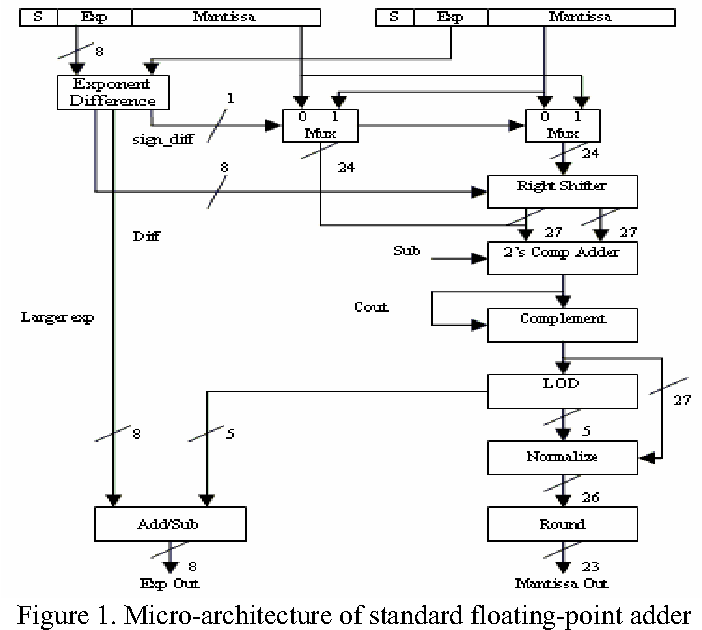 S Exp Mantissa S Exp Mantissa
8
Exponent
Difference
1
0 1
Mux
0 1
Mux
sign_diff
24
24
8
Right Shifter
Diff
27 27
Sub
2's Comp Adder
Cout
Complement
Larger exp
LOD
27
8
5
5
Normalize
26
Add/Sub
Round
8
23
Exp Out
Mantissa Out
Figure 1. Micro-architecture of standard floating-point adder